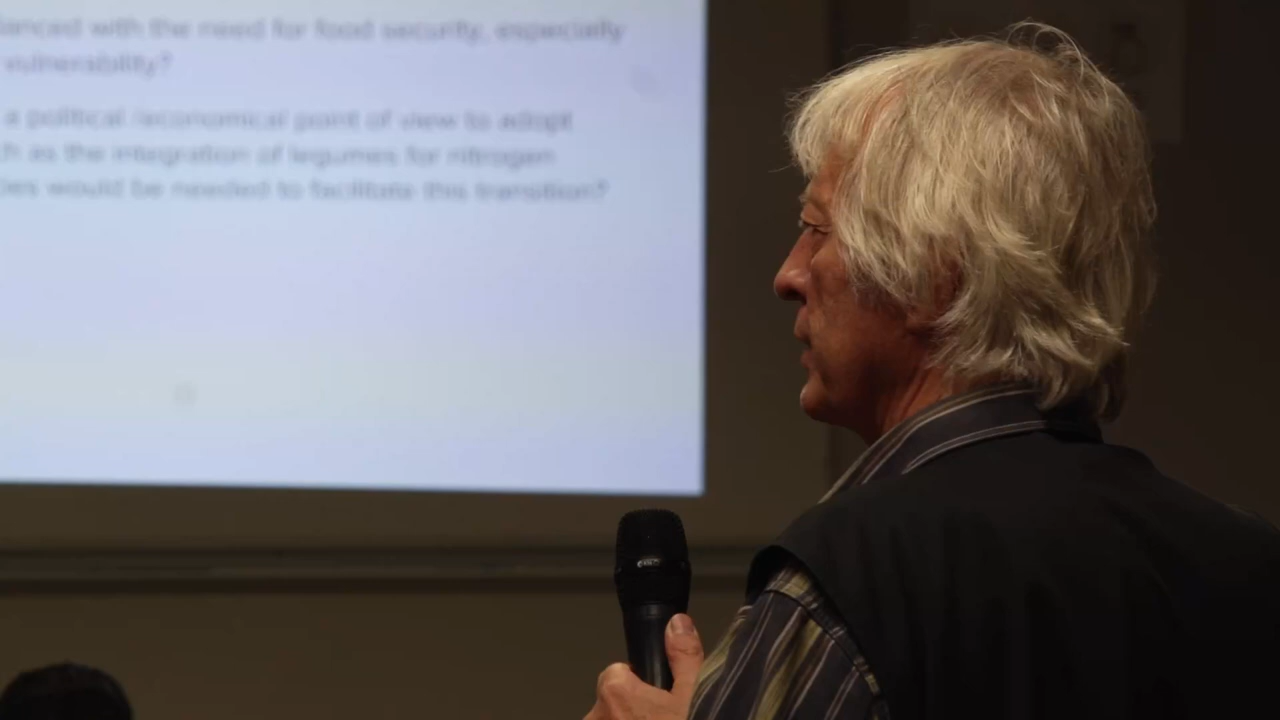 lanced with the need for food security, especially
vulnerability?
a political /economical point of view to adopt
h as the integration of legumes for nitrogen
ies would be needed to facilitate this transition?